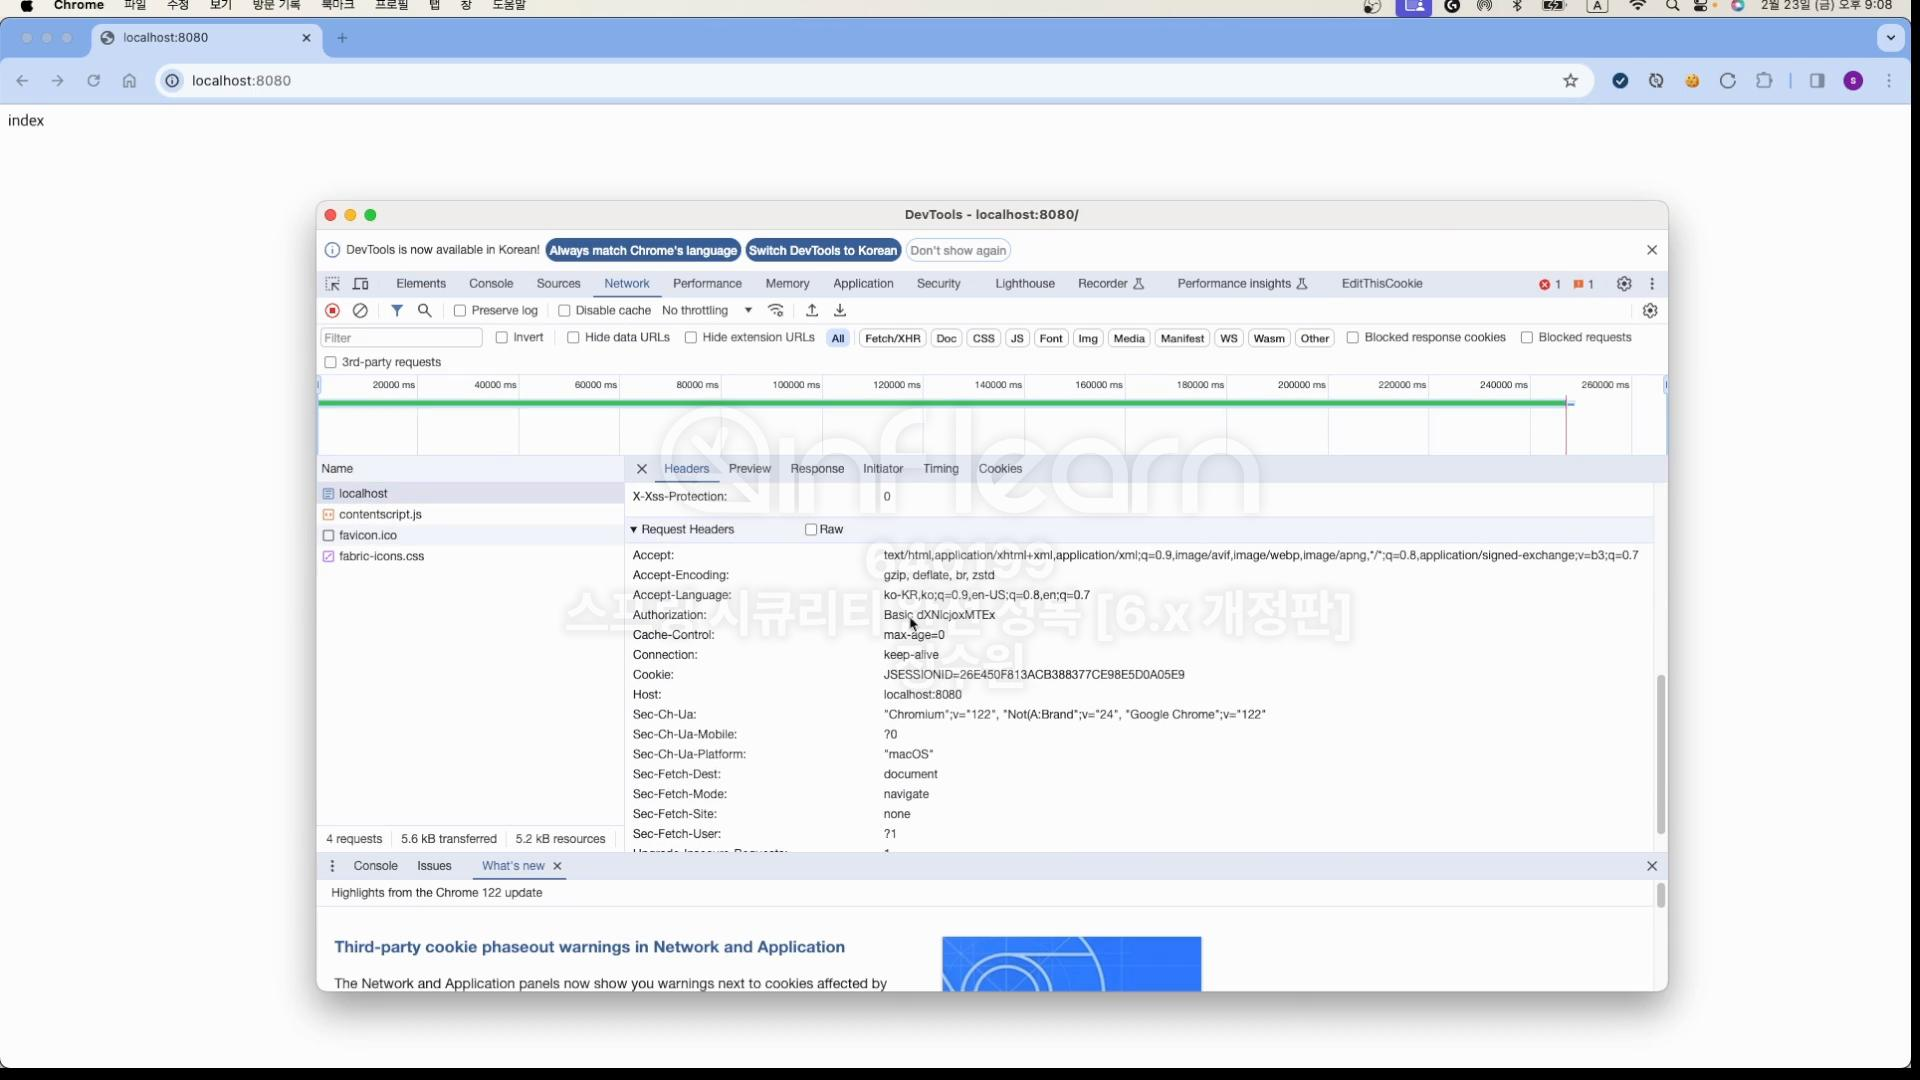 Chrome 파일 수정 보기 방문 기록 북마크 프로필 탭 창 도움말 A 2월 23일 (금) 오후 9:08
localhost:8080
localhost:8080 s
index
DevTools - localhost:8080/
DevTools is now available in Korean! Always match Chrome's language Switch DevTools to Korean Don't show again
Elements Console Sources Network Performance Memory Application Security Lighthouse Recorder Performance insights EditThisCookie 1 1
Preserve log Disable cache No throttling
Filter Invert Hide data URLs Hide extension URLs All Fetch/XHR Doc CSS JS Font Img Media Manifest WS Wasm Other Blocked response cookies Blocked requests
3rd-party requests
20000 ms 40000 ms 60000 ms 80000 ms 100000 ms 120000 ms 140000 ms 160000 ms 180000 ms 200000 ms 220000 ms 240000 ms 260000 ms
inflearn
Name Headers Preview Response Initiator Timing Cookies
localhost
contentscript.js
favicon.ico
fabric-icons.css
X-Xss-Protection: 0
Request Headers Raw
Accept: text/html,application/xhtml+xml,application/xml;q=0.9,image/avif,image/webp,image/apng,*/*;q=0.8,application/signed-exchange;v=b3;q=0.7
640199
Accept-Encoding: gzip, deflate, br, zstd
Accept-Language: ko-KR,ko;q=0.9,en-US;q=0.8,en;q=0.7
Authorization: Basic dXNlcjoxMTEx
스프링 시큐리티 완전 정복 [6.x 개정판]
Cache-Control: max-age=0
Connection: keep-alive
정수원
Cookie: JSESSIONID=26E450F813ACB388377CE98E5D0A05E9
Host: localhost:8080
Sec-Ch-Ua: "Chromium";v="122", "Not(A:Brand";v="24", "Google Chrome";v="122"
Sec-Ch-Ua-Mobile: ?0
Sec-Ch-Ua-Platform: "macOS"
Sec-Fetch-Dest: document
Sec-Fetch-Mode: navigate
Sec-Fetch-Site: none
Sec-Fetch-User: ?1
Upgrade-Insecure-Requests: 1
4 requests 5.6 kB transferred 5.2 kB resources
Console Issues What's new
Highlights from the Chrome 122 update
Third-party cookie phaseout warnings in Network and Application
The Network and Application panels now show you warnings next to cookies affected by